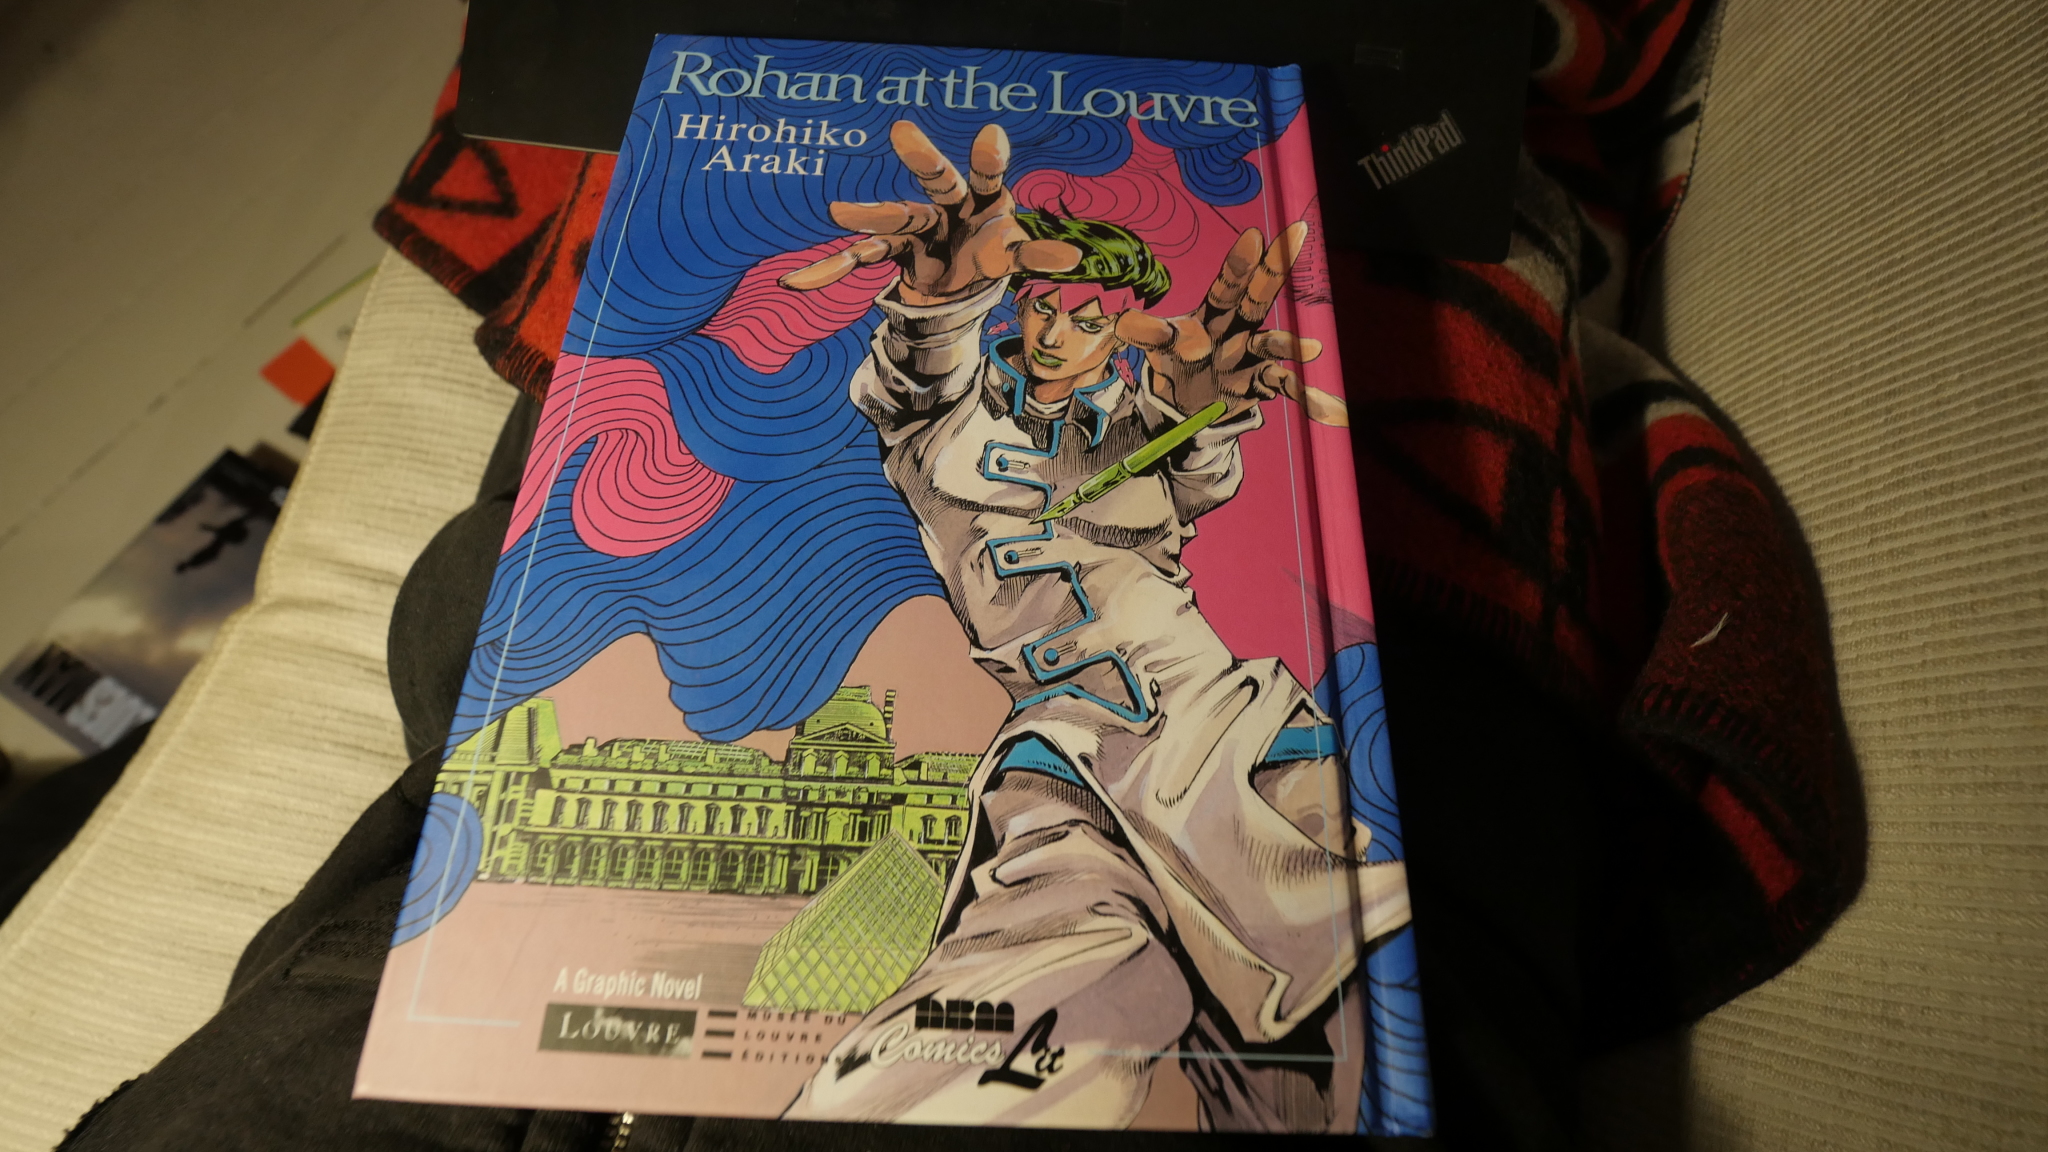 Rohan at the Louvre
Hirohiko
Araki
ThinkPad
A Graphic Novel
LOUVRE
MUSÉE DU
LOUVRE
ÉDITIONS
nbm
Comics Lit